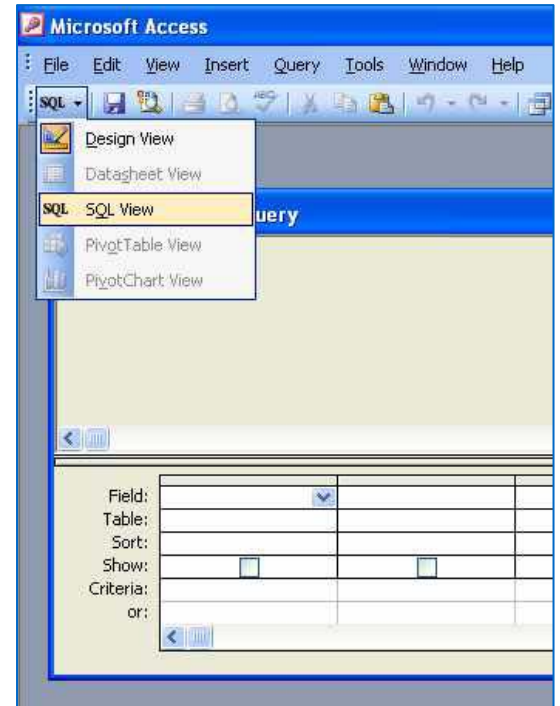 Microsoft Access
File Edit View Insert Query Tools Window Help
SQL
Design View
Datasheet View
SQL SQL View
uery
PivotTable View
PivotChart View
Field:
Table:
Sort:
Show:
Criteria:
or: